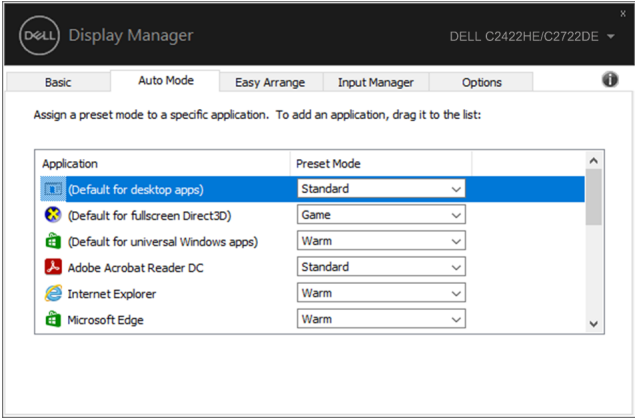 x
DELL Display Manager DELL C2422HE/C2722DE
Basic Auto Mode Easy Arrange Input Manager Options i
Assign a preset mode to a specific application. To add an application, drag it to the list:
Application Preset Mode
(Default for desktop apps) Standard
(Default for fullscreen Direct3D) Game
(Default for universal Windows apps) Warm
Adobe Acrobat Reader DC Standard
Internet Explorer Warm
Microsoft Edge Warm